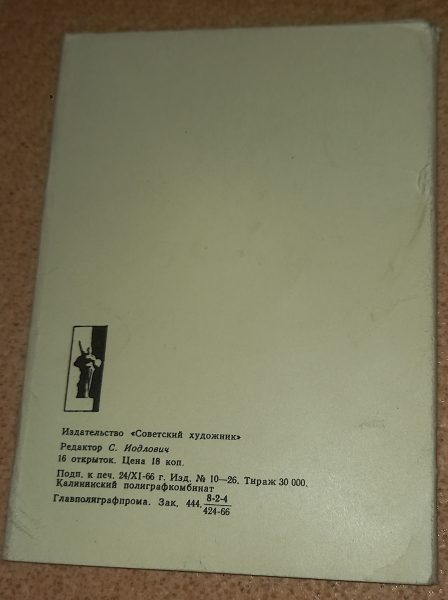 Издательство «Советский художник»
Редактор С. Иодлович
16 открыток. Цена 18 коп.
Подп. к печ. 24/XI-66 г. Изд. № 10—26. Тираж 30 000.
Калининский полиграфкомбинат
Главполиграфпрома. Зак. 444. 8-2-4
424-66